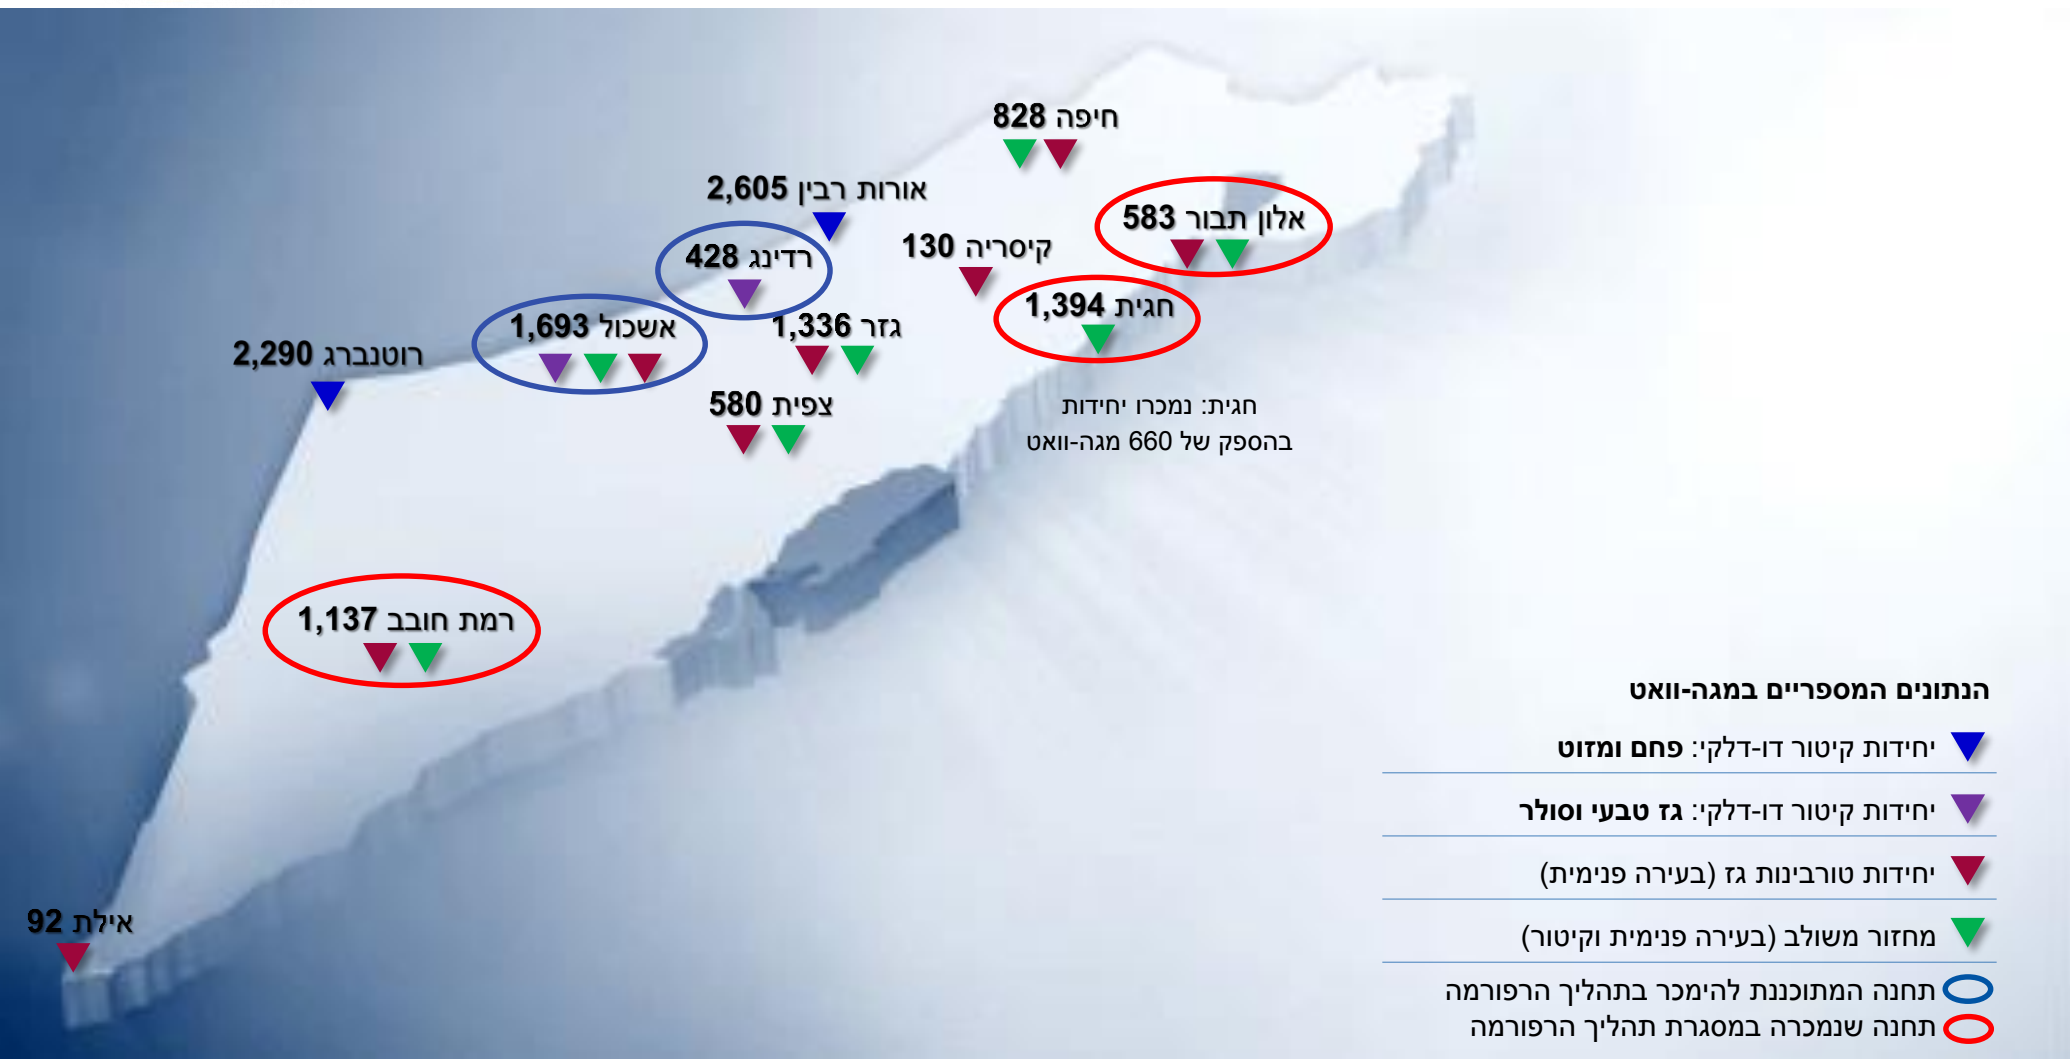 חיפה 828
אורות רבין 2,605
אלון תבור 583
קיסריה 130
רדינג 428
חגית 1,394
אשכול 1,693
גזר 1,336
רוטנברג 2,290
צפית 580
חגית: נמכרו יחידות
בהספק של 660 מגה-וואט
רמת חובב 1,137
אילת 92
הנתונים המספריים במגה-וואט
יחידות קיטור דו-דלקי: פחם ומזוט
יחידות קיטור דו-דלקי: גז טבעי וסולר
יחידות טורבינות גז (בעירה פנימית)
מחזור משולב (בעירה פנימית וקיטור)
תחנה המתוכננת להימכר בתהליך הרפורמה
תחנה שנמכרה במסגרת תהליך הרפורמה